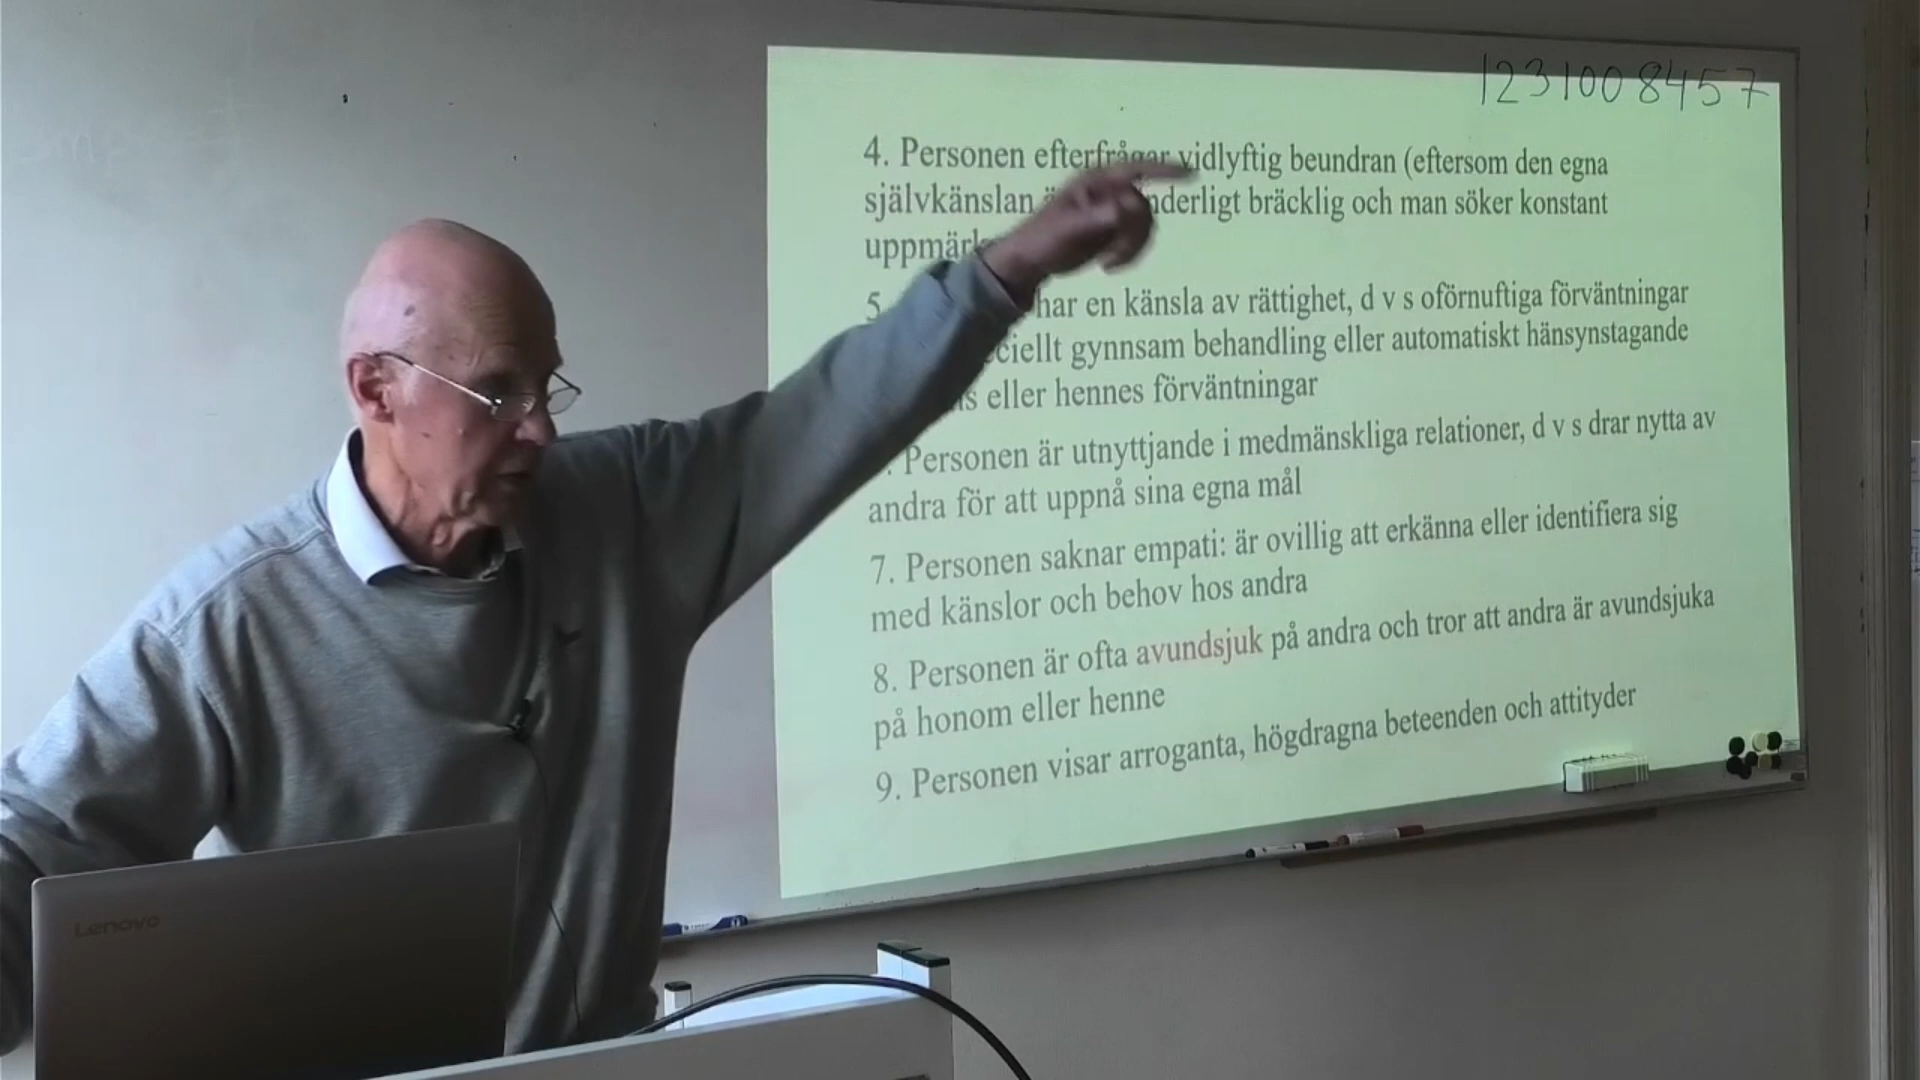 1231008457
4. Personen efterfrågar vidlyftig beundran (eftersom den egna
självkänslan bräcklig och man söker konstant
5. har en känsla av rättighet, d v s oförnuftiga förväntningar
gynnsam behandling eller automatiskt hänsynstagande
eller hennes förväntningar
Personen är utnyttjande i medmänskliga relationer, d v s drar nytta av
andra för att uppnå sina egna mål
7. Personen saknar empati: är ovillig att erkänna eller identifiera sig
med känslor och behov hos andra
8. Personen är ofta avundsjuk på andra och tror att andra är avundsjuka
på honom eller henne
9. Personen visar arroganta, högdragna beteenden och attityder
Lenovo